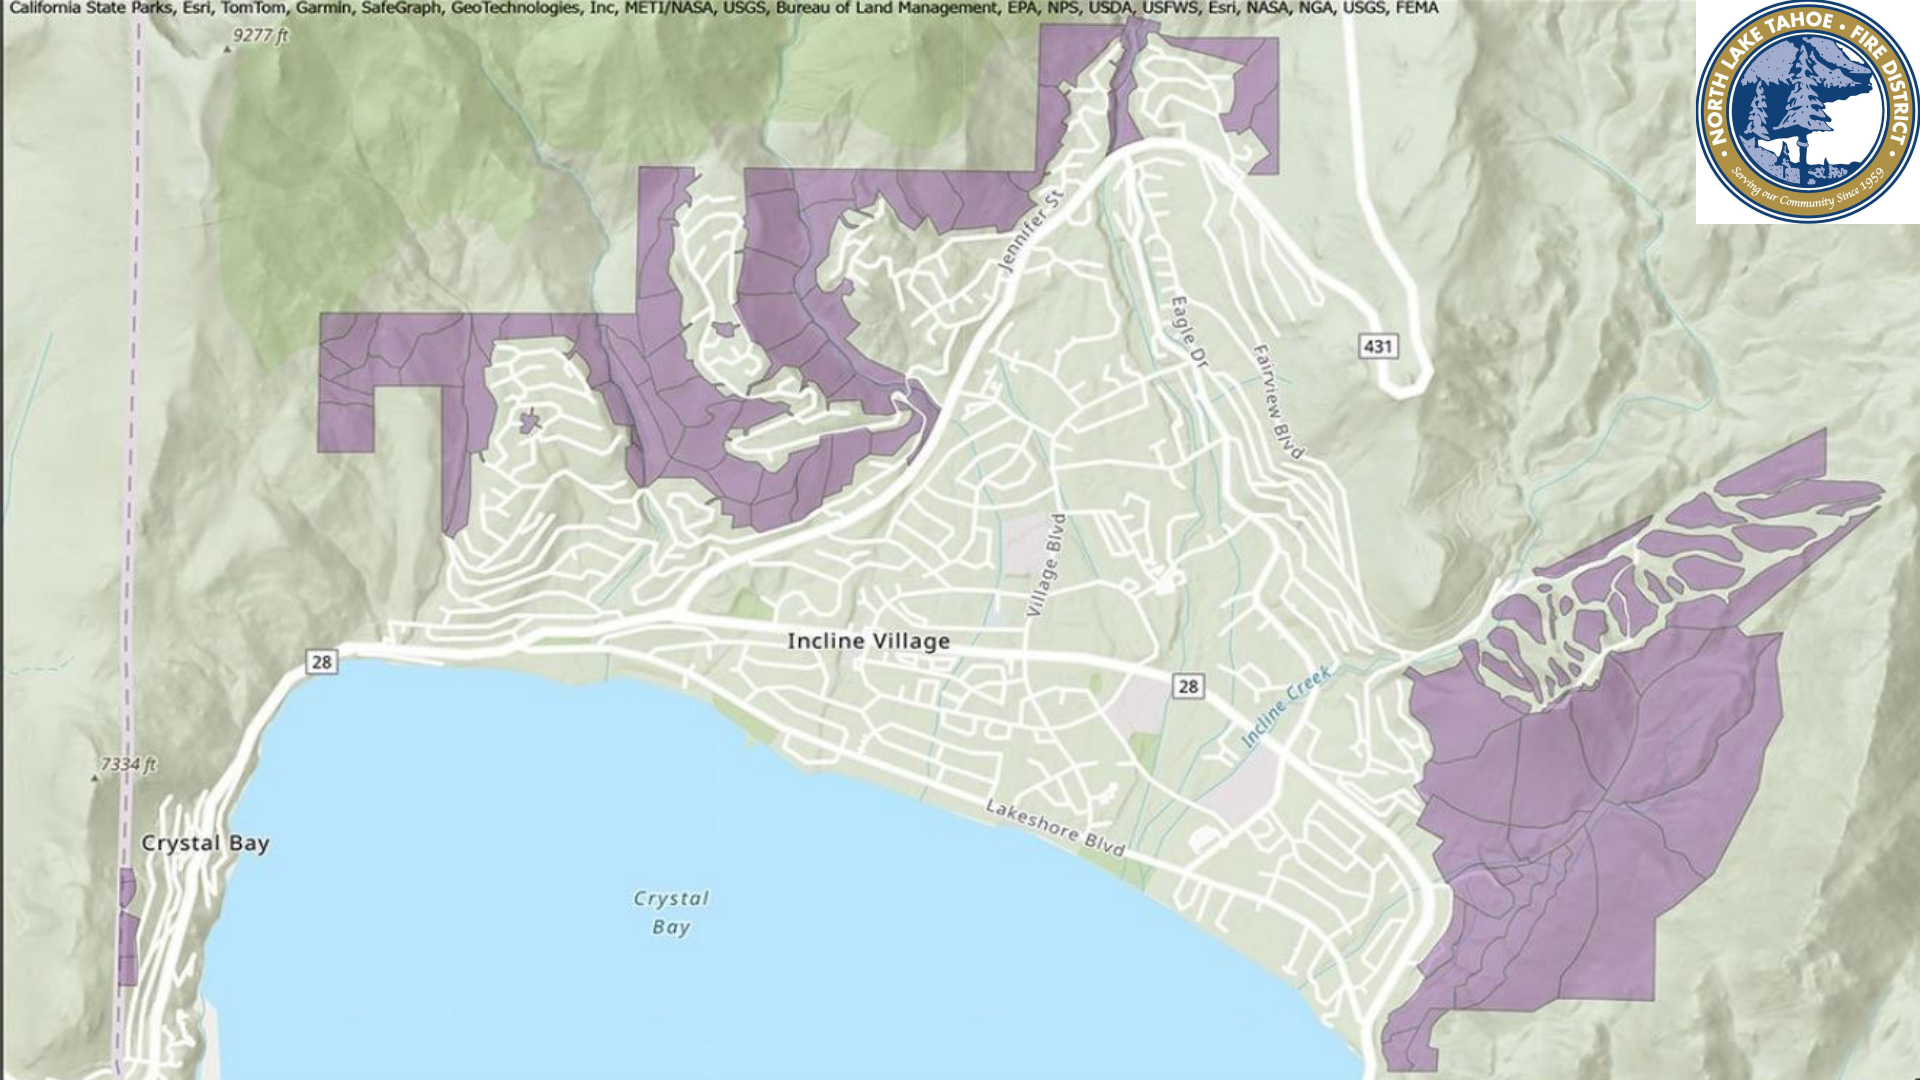 California State Parks, Esri, TomTom, Garmin, SafeGraph, GeoTechnologies, Inc, METI/NASA, USGS, Bureau of Land Management, EPA, NPS, USDA, USFWS, Esri, NASA, NGA, USGS, FEMA
9277 ft
NORTH LAKE TAHOE • FIRE DISTRICT •
Serving our Community Since 1959
Jennifer St
Eagle Dr
Fairview Blvd
431
Village Blvd
Incline Village
28
28
Incline Creek
7334 ft
Crystal Bay
Lakeshore Blvd
Crystal
Bay